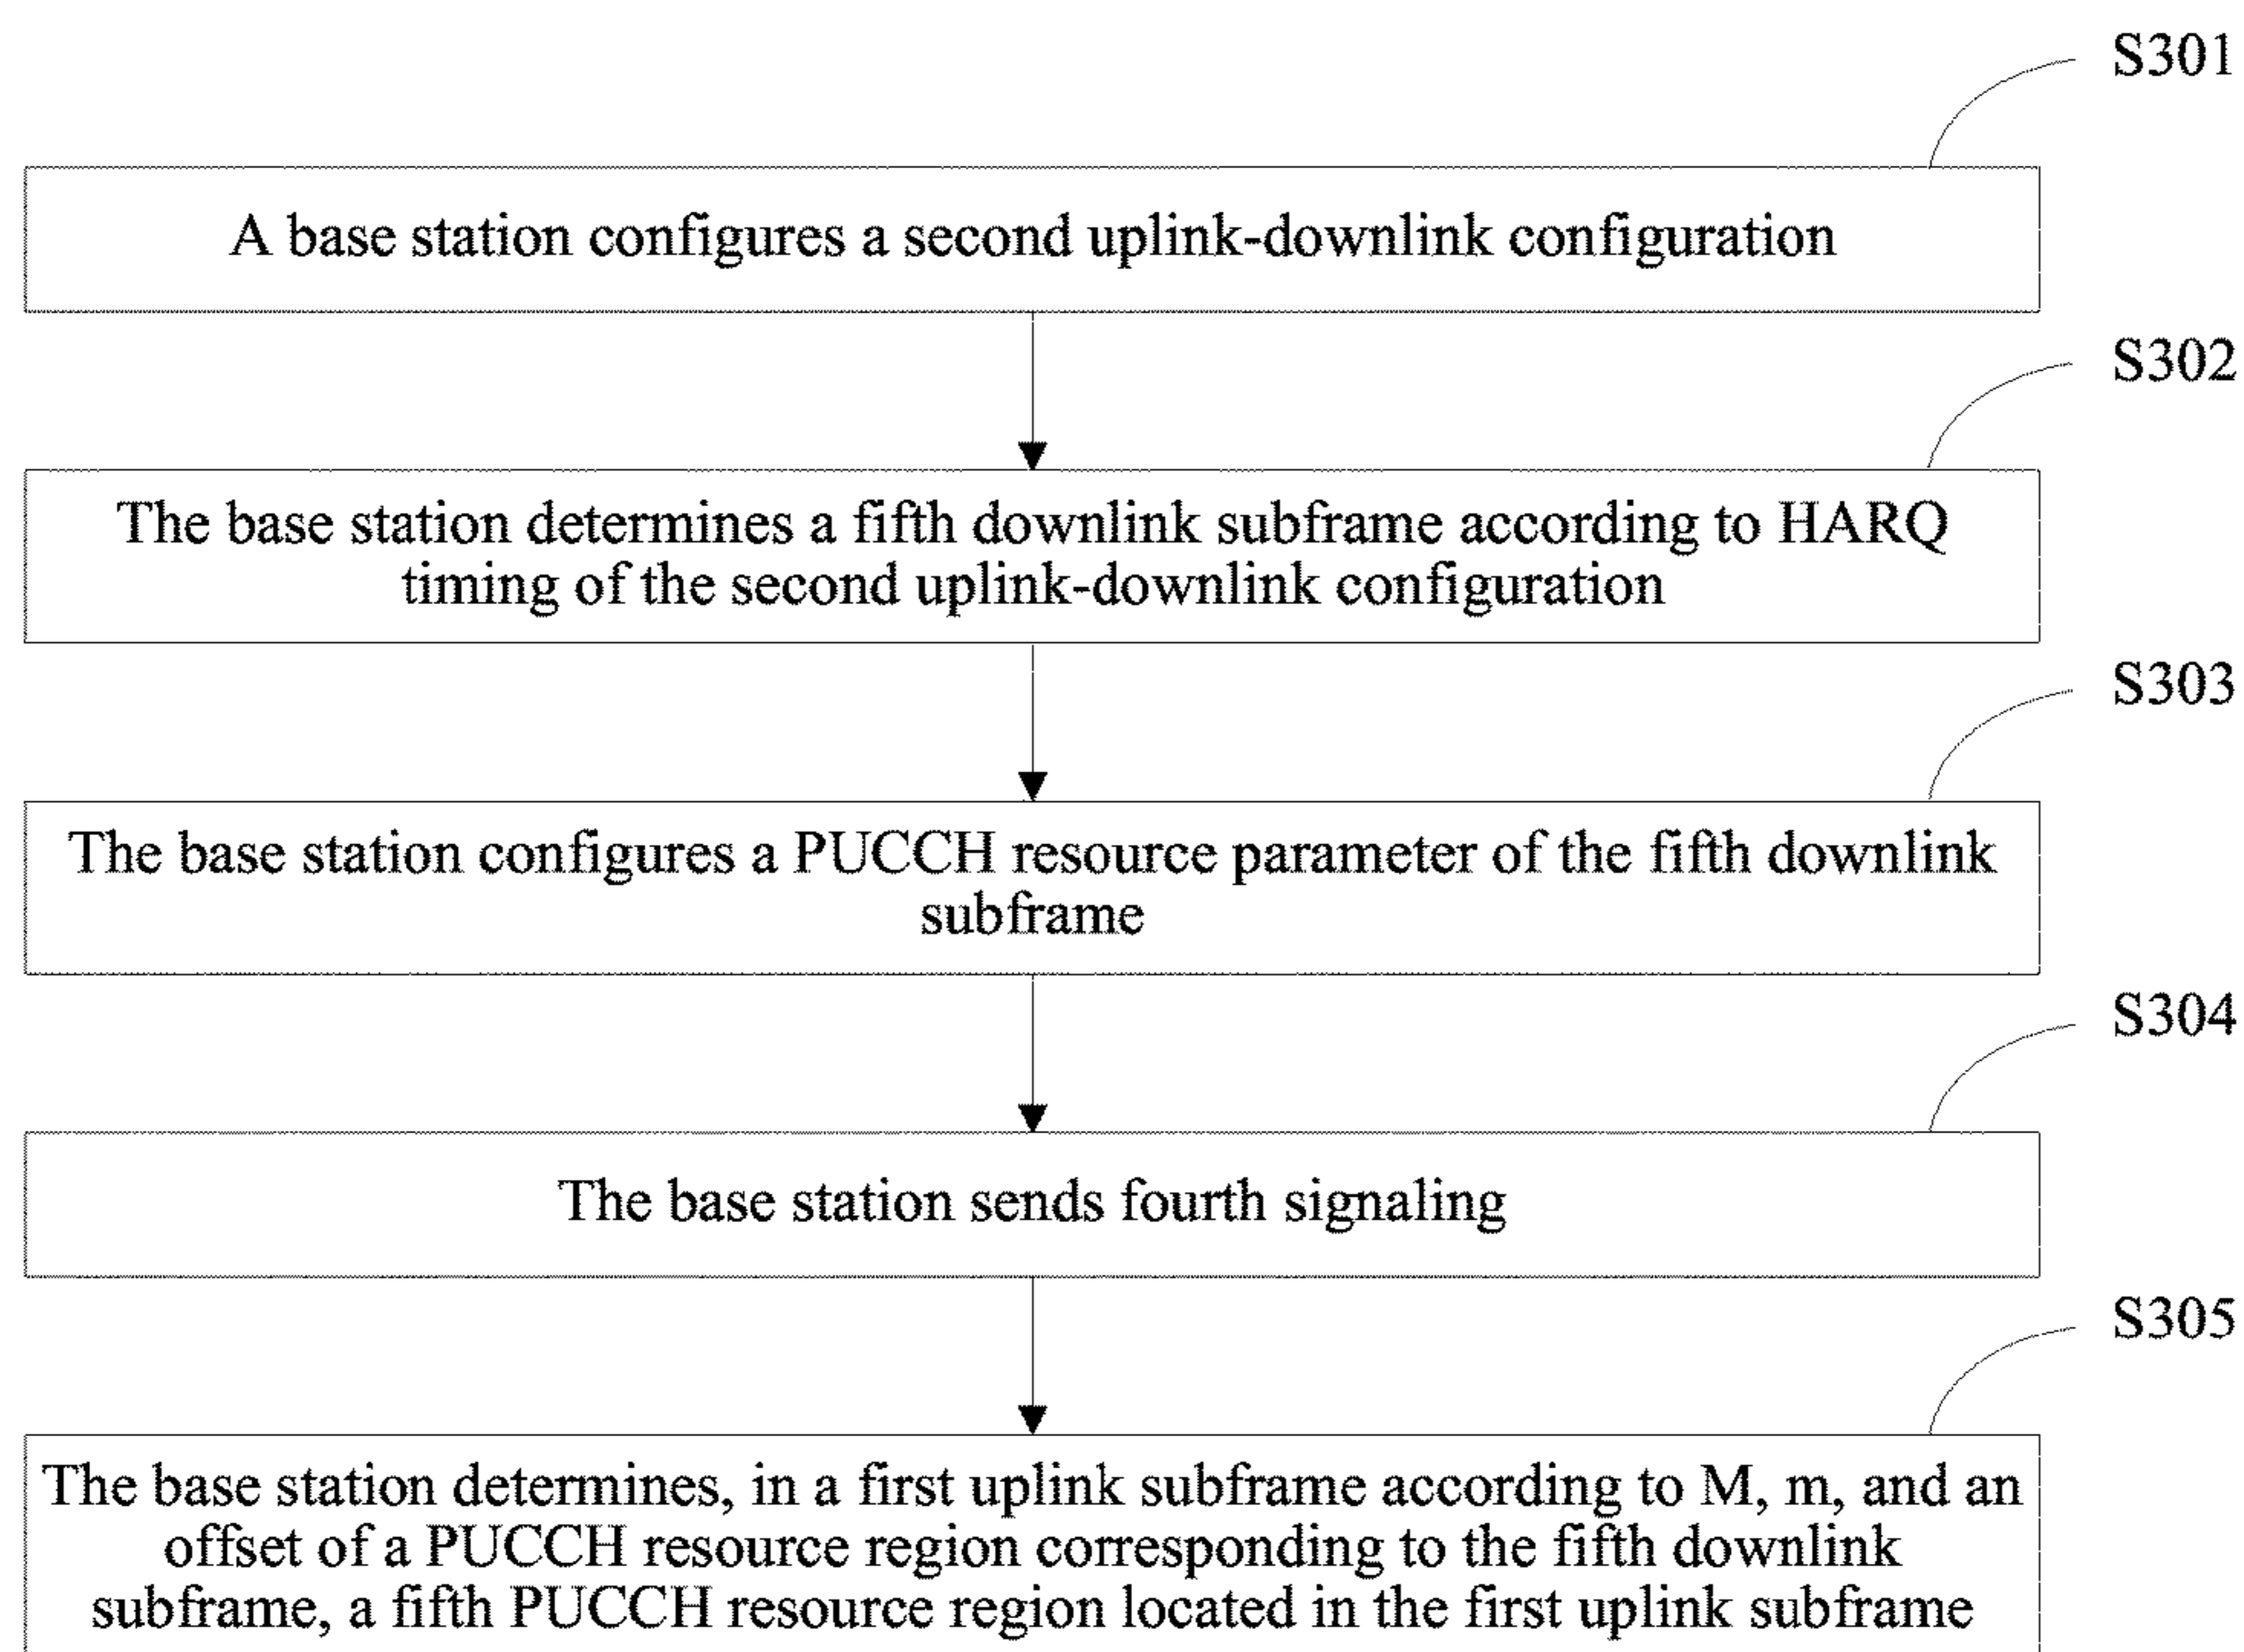 S301
A base station configures a second uplink-downlink configuration
S302
The base station determines a fifth downlink subframe according to HARQ
timing of the second uplink-downlink configuration
S303
The base station configures a PUCCH resource parameter of the fifth downlink
subframe
S304
The base station sends fourth signaling
S305
The base station determines, in a first uplink subframe according to M, m, and an
offset of a PUCCH resource region corresponding to the fifth downlink
subframe, a fifth PUCCH resource region located in the first uplink subframe